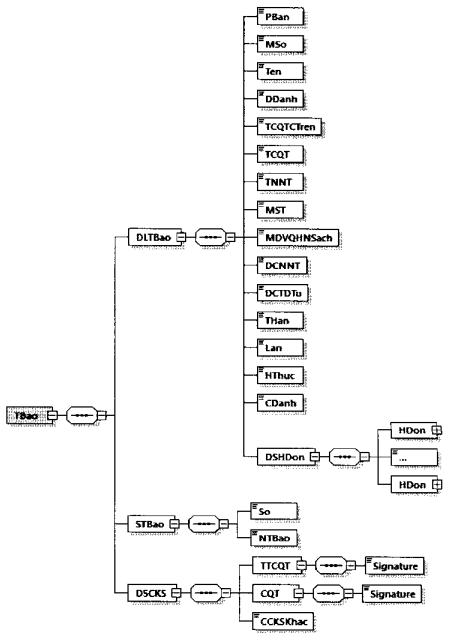 PBan
MSo
Ten
DDanh
TCQTCTren
TCQT
TNNT
MST
DLTBao
MDVQHNSach
DCNNT
DCTDTu
THan
Lan
HThuc
CDanh
TBao
HDon
DSHDon
...
HDon
So
STBao
NTBao
TTCQT
Signature
DSCKS
CQT
Signature
CCKSKhac